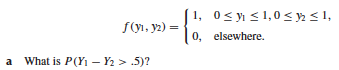 f(y₁, y₂) = { 1, 0 ≤ y₁ ≤ 1, 0 ≤ y₂ ≤ 1,
0, elsewhere.
a What is P(Y₁ − Y₂ > .5)?